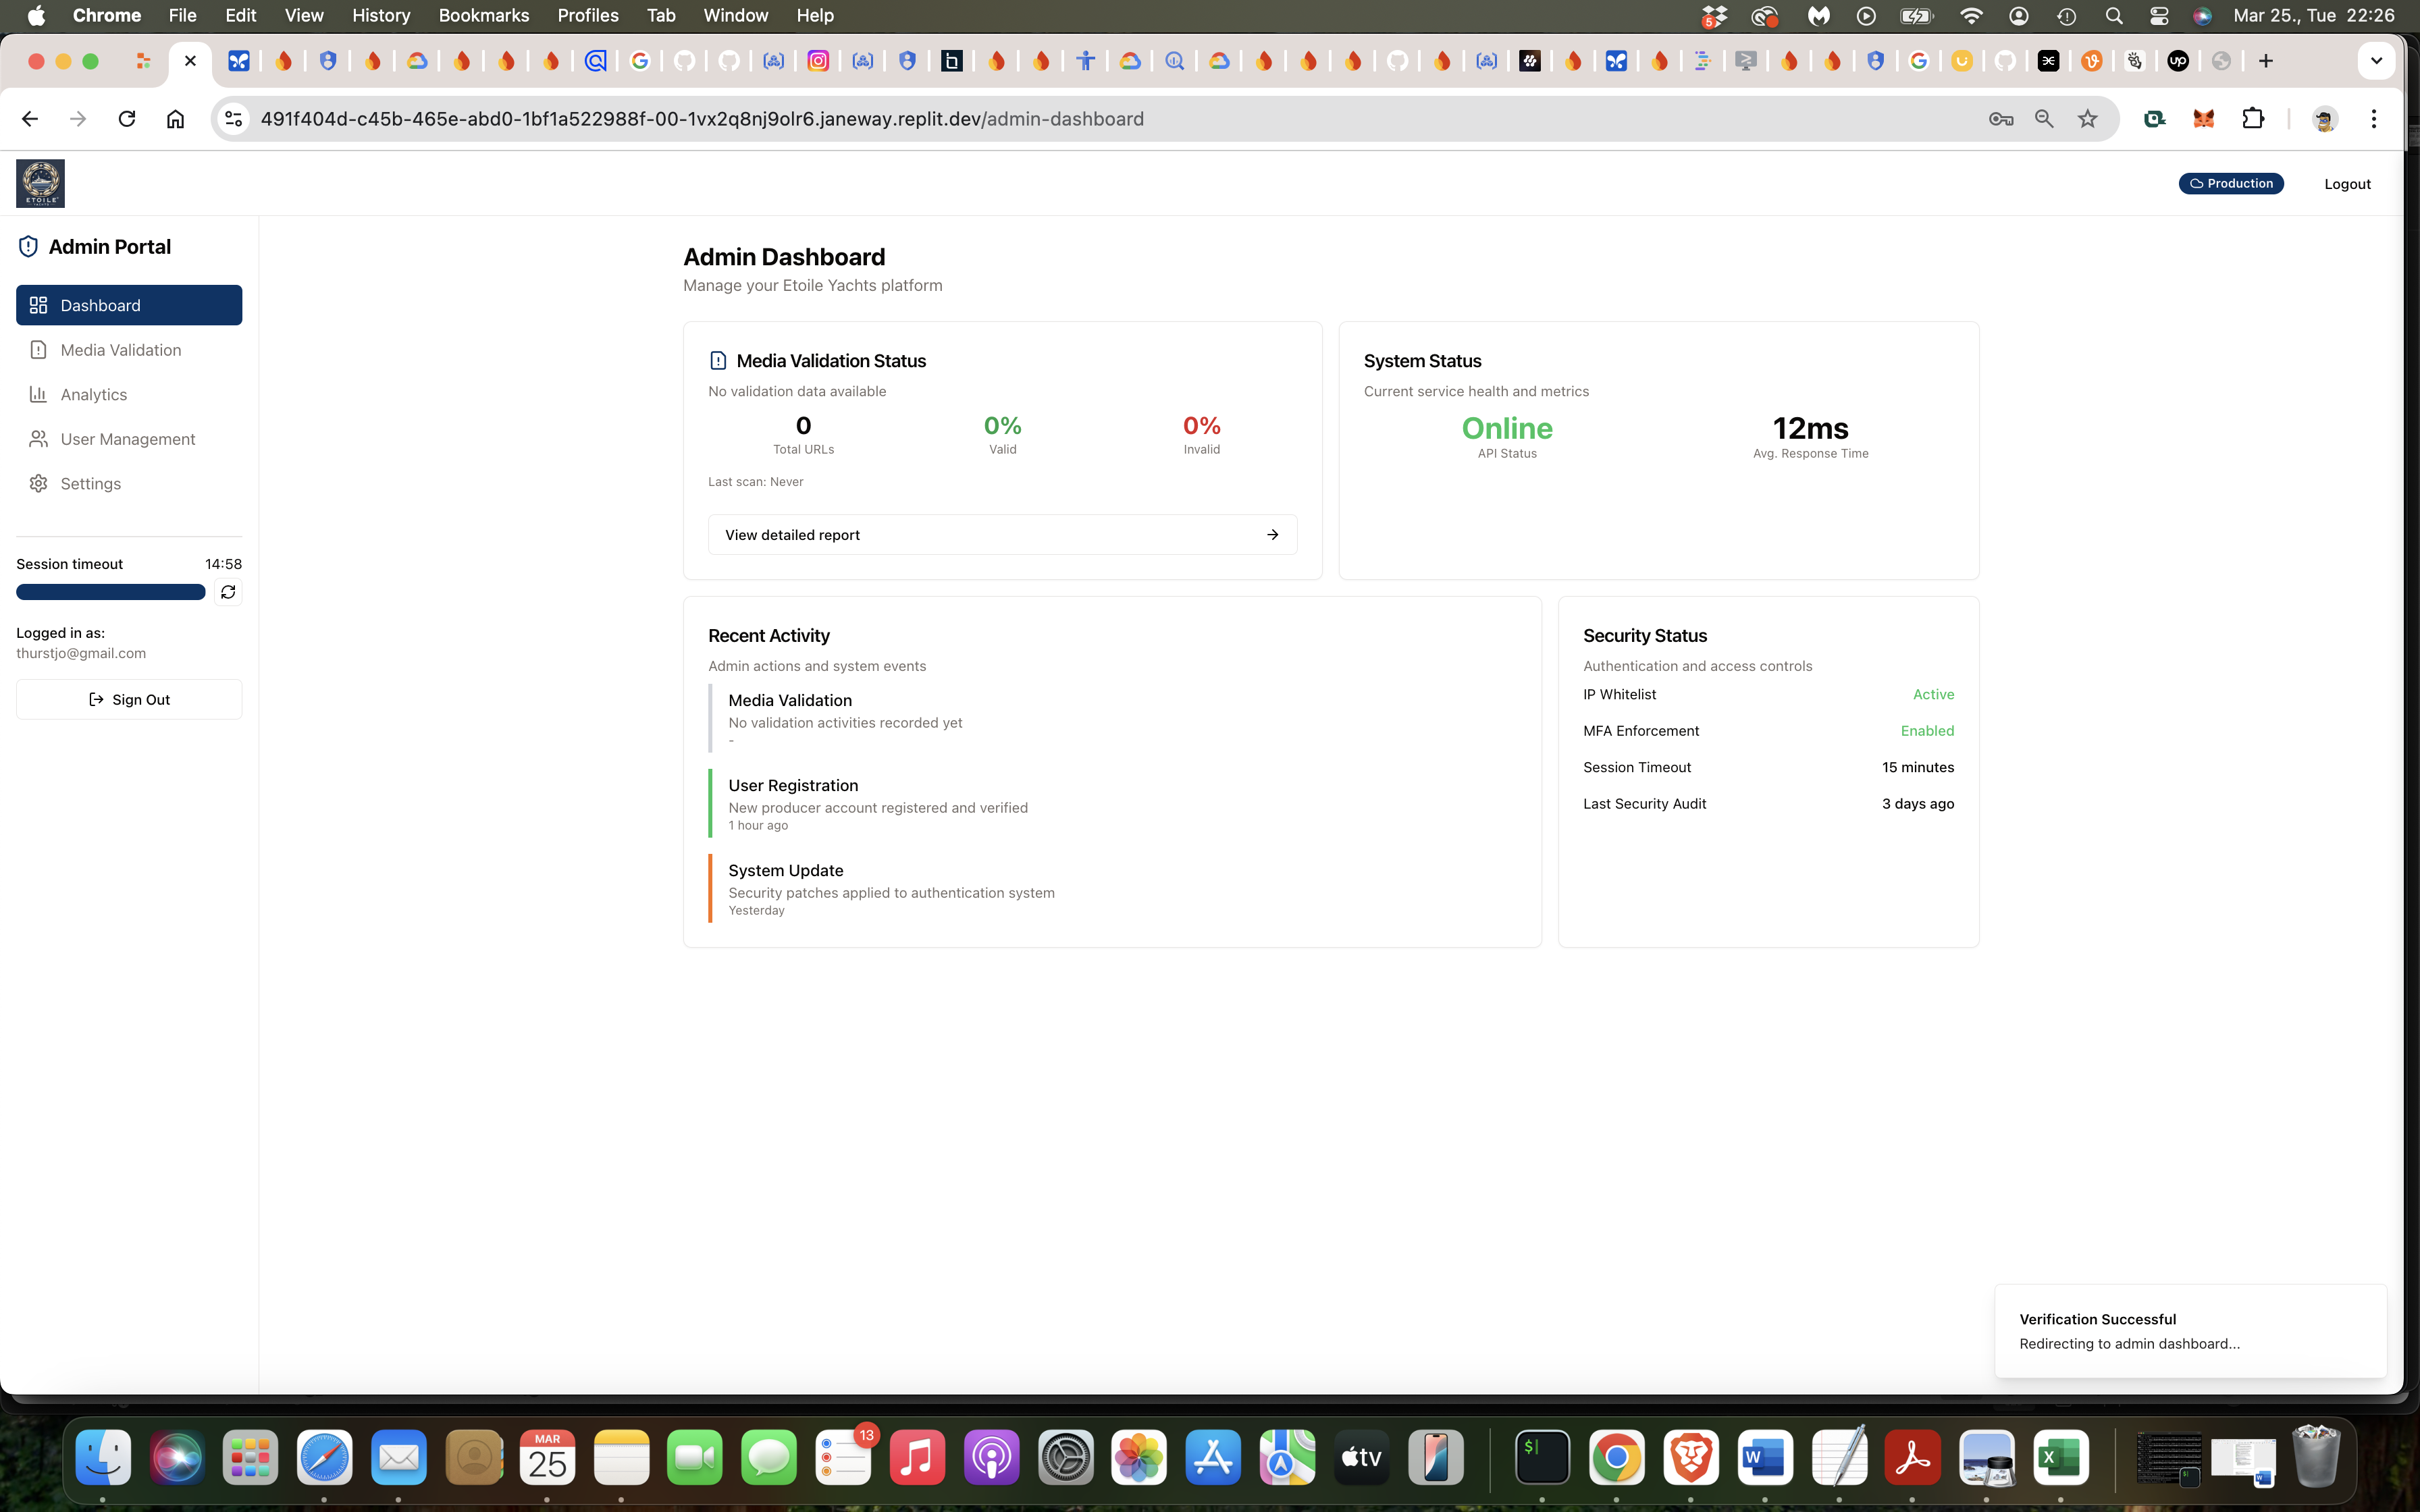 Chrome File Edit View History Bookmarks Profiles Tab Window Help
5
Mar 25., Tue 22:26
491f404d-c45b-465e-abd0-1bf1a522988f-00-1vx2q8nj9olr6.janeway.replit.dev/admin-dashboard
ETOILE
Production
Logout
Admin Portal
Dashboard
Media Validation
Analytics
User Management
Settings
Session timeout 14:58
Logged in as:
thurstjo@gmail.com
Sign Out
Admin Dashboard
Manage your Etoile Yachts platform
Media Validation Status
No validation data available
0 0% 0%
Total URLs Valid Invalid
Last scan: Never
View detailed report
System Status
Current service health and metrics
Online 12ms
API Status Avg. Response Time
Recent Activity
Admin actions and system events
Media Validation
No validation activities recorded yet
-
User Registration
New producer account registered and verified
1 hour ago
System Update
Security patches applied to authentication system
Yesterday
Security Status
Authentication and access controls
IP Whitelist Active
MFA Enforcement Enabled
Session Timeout 15 minutes
Last Security Audit 3 days ago
Verification Successful
Redirecting to admin dashboard...
MAR
25
13
tv
$
W
X